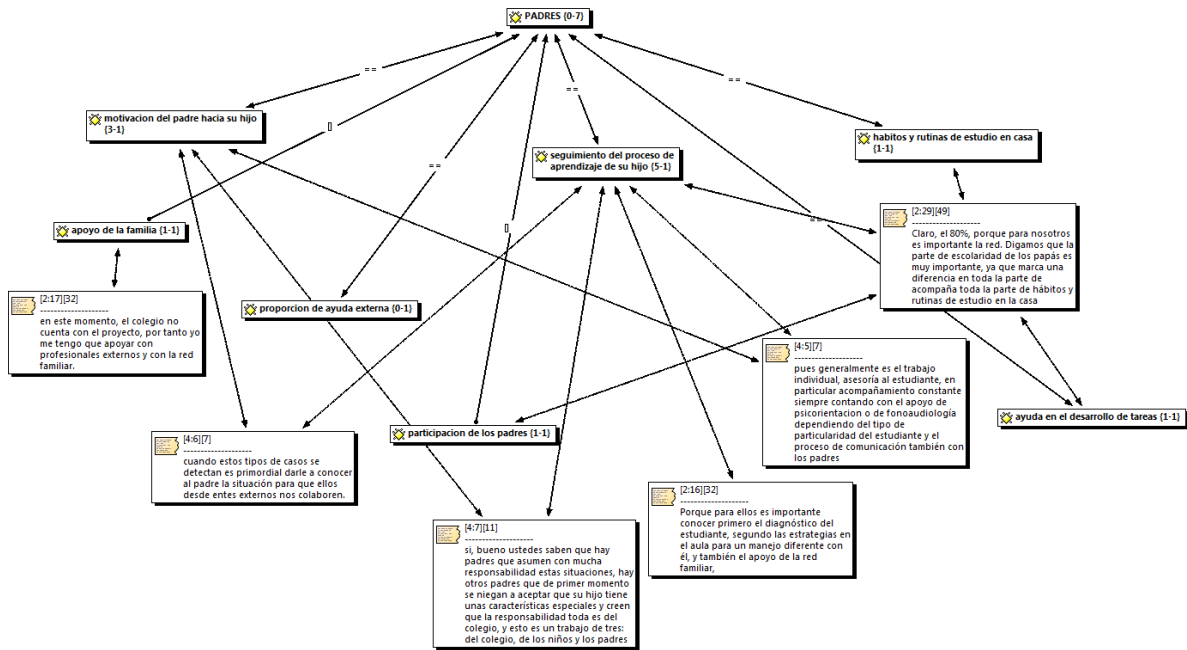 PADRES {0-7}
==
==
==
==
==
[]
[]
motivacion del padre hacia su hijo
{3-1}
seguimiento del proceso de
aprendizaje de su hijo {5-1}
habitos y rutinas de estudio en casa
{1-1}
apoyo de la familia {1-1}
[2:29][49]
--------------------
Claro, el 80%, porque para nosotros
es importante la red. Digamos que la
parte de escolaridad de los papás es
muy importante, ya que marca una
diferencia en toda la parte de
acompaña toda la parte de hábitos y
rutinas de estudio en la casa
[2:17][32]
--------------------
en este momento, el colegio no
cuenta con el proyecto, por tanto yo
me tengo que apoyar con
profesionales externos y con la red
familiar.
proporcion de ayuda externa {0-1}
[4:5][7]
--------------------
pues generalmente es el trabajo
individual, asesoría al estudiante, en
particular acompañamiento constante
siempre contando con el apoyo de
psicorientacion o de fonoaudiología
dependiendo del tipo de
particularidad del estudiante y el
proceso de comunicación también con
los padres
ayuda en el desarrollo de tareas {1-1}
participacion de los padres {1-1}
[4:6][7]
--------------------
cuando estos tipos de casos se
detectan es primordial darle a conocer
al padre la situación para que ellos
desde entes externos nos colaboren.
[2:16][32]
--------------------
Porque para ellos es importante
conocer primero el diagnóstico del
estudiante, segundo las estrategias en
el aula para un manejo diferente con
él, y también el apoyo de la red
familiar,
[4:7][11]
--------------------
si, bueno ustedes saben que hay
padres que asumen con mucha
responsabilidad estas situaciones, hay
otros padres que de primer momento
se niegan a aceptar que su hijo tiene
unas características especiales y creen
que la responsabilidad toda es del
colegio, y esto es un trabajo de tres:
del colegio, de los niños y los padres